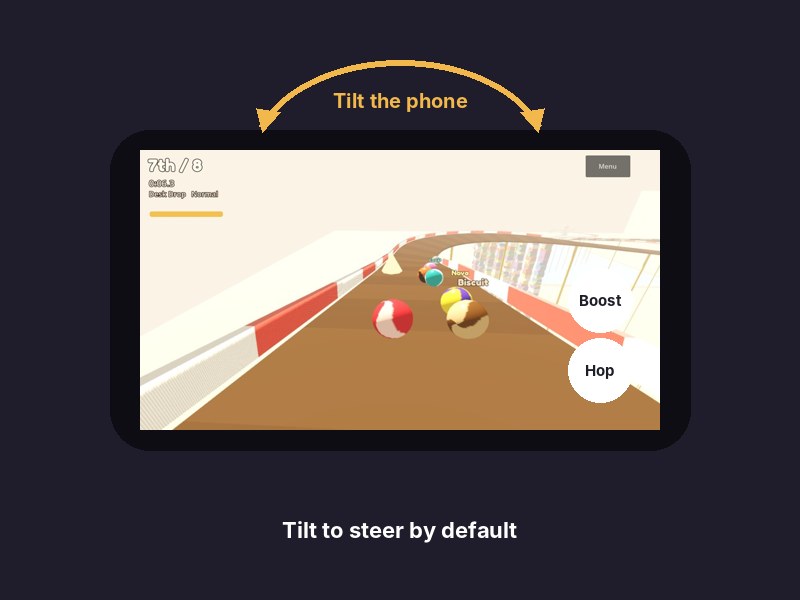 Tilt the phone
7th / 8
0:06.3
Desk Drop Normal
Menu
Nova
Biscuit
Boost
Hop
Tilt to steer by default